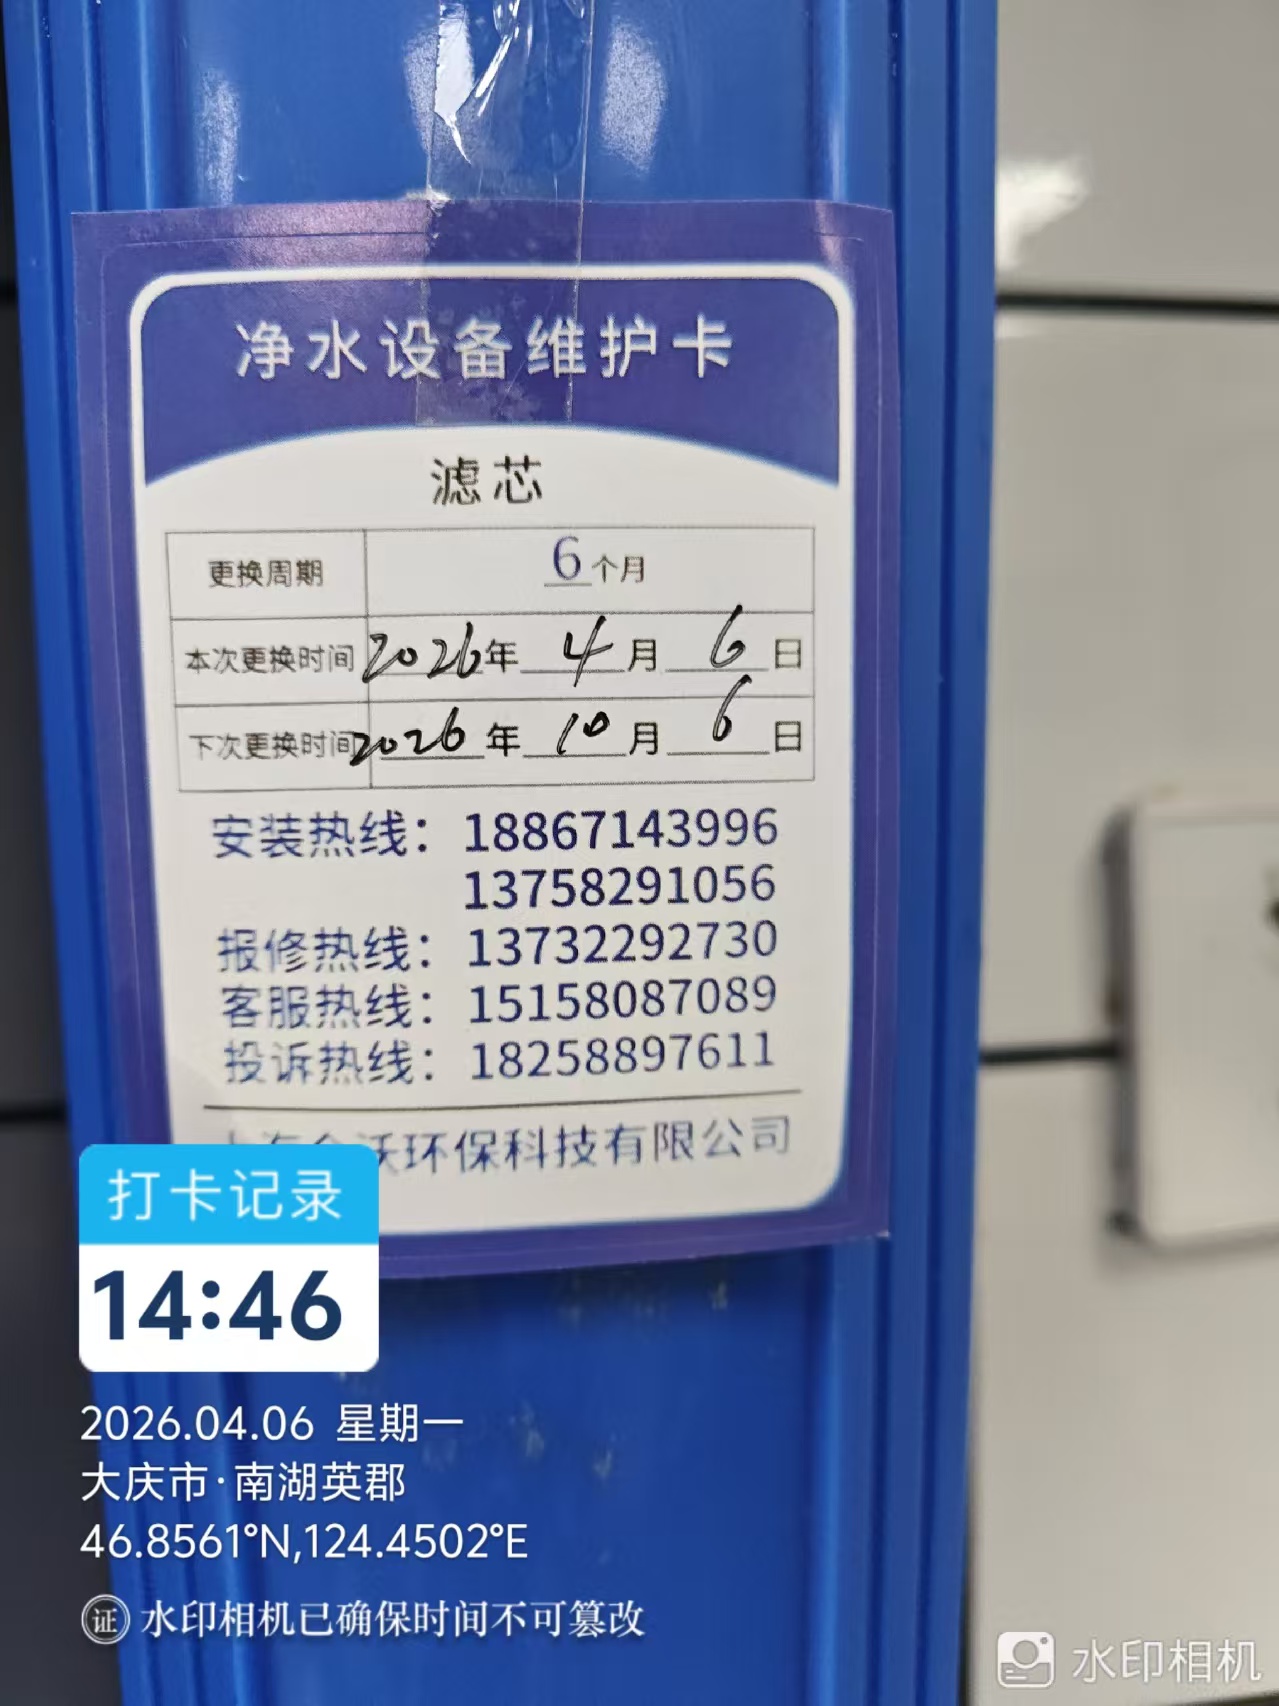 净水设备维护卡
滤芯
更换周期 6个月
本次更换时间 2026年 4月 6日
下次更换时间 2026年 10月 6日
安装热线：18867143996
13758291056
报修热线：13732292730
客服热线：15158087089
投诉热线：18258897611
沃环保科技有限公司
打卡记录
14:46
2026.04.06 星期一
大庆市·南湖英郡
46.8561°N,124.4502°E
证 水印相机已确保时间不可篡改
水印相机